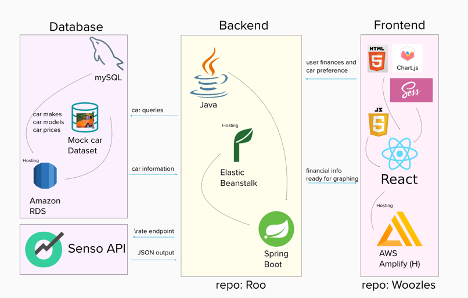 Database
Backend
Frontend
mySQL
car makes
car models
car prices
Mock car
Dataset
Hosting
Amazon
RDS
Senso API
car queries
car information
\rate endpoint
JSON output
Java
Hosting
Elastic
Beanstalk
Spring
Boot
repo: Roo
user finances and
car preference
financial info
ready for graphing
HTML
5
Chart.js
Sass
JS
React
Hosting
AWS
Amplify (H)
repo: Woozles